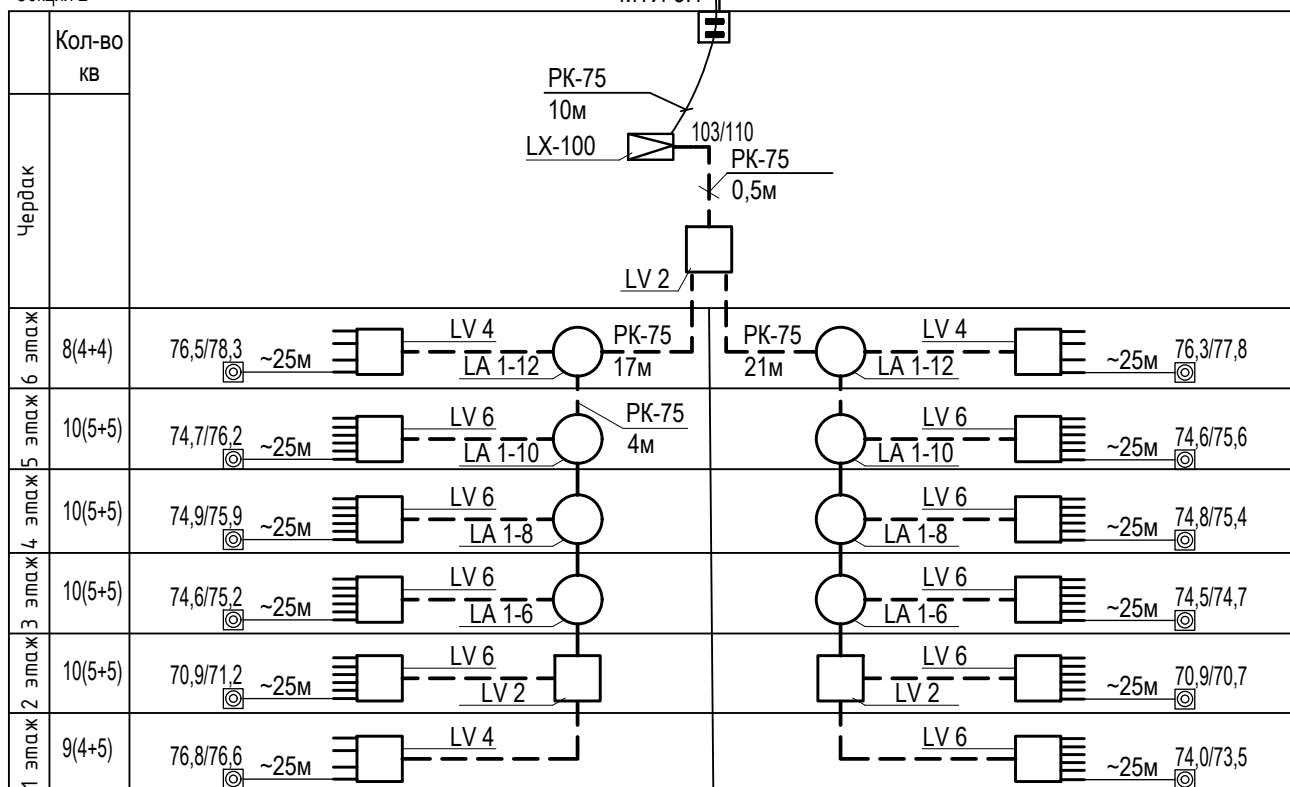 Кол-во
кв
РК-75
10м
LX-100
103/110
РК-75
0,5м
Чердак
LV 2
6 этаж
8(4+4)
76,5/78,3
~25м
LV 4
LA 1-12
РК-75
17м
РК-75
21м
LV 4
LA 1-12
~25м
76,3/77,8
РК-75
4м
5 этаж
10(5+5)
74,7/76,2
~25м
LV 6
LA 1-10
LV 6
LA 1-10
~25м
74,6/75,6
4 этаж
10(5+5)
74,9/75,9
~25м
LV 6
LA 1-8
LV 6
LA 1-8
~25м
74,8/75,4
3 этаж
10(5+5)
74,6/75,2
~25м
LV 6
LA 1-6
LV 6
LA 1-6
~25м
74,5/74,7
2 этаж
10(5+5)
70,9/71,2
~25м
LV 6
LV 2
LV 6
LV 2
~25м
70,9/70,7
1 этаж
9(4+5)
76,8/76,6
~25м
LV 4
LV 6
~25м
74,0/73,5